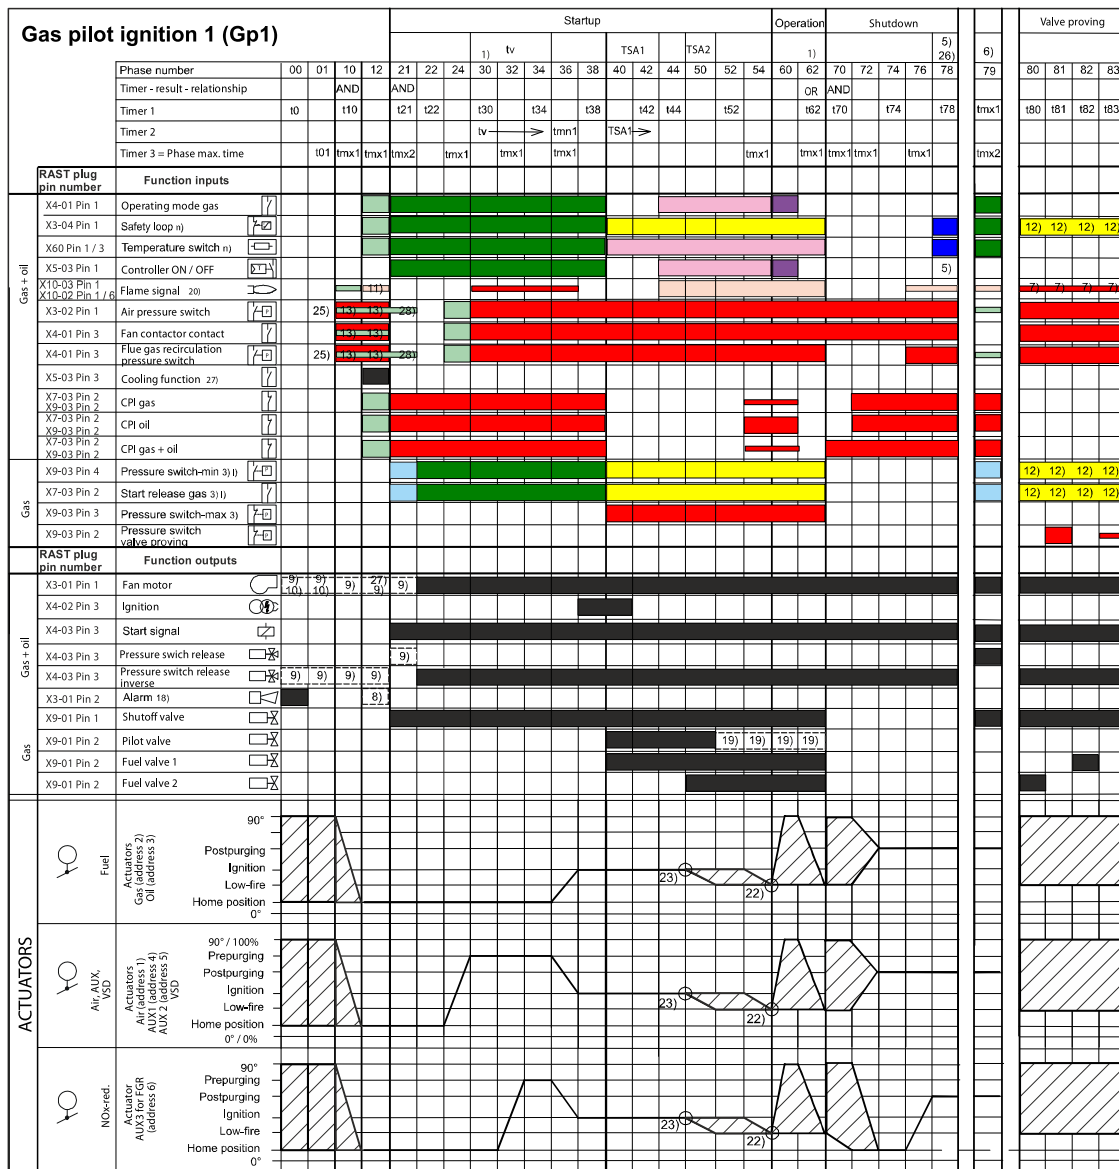 Gas pilot ignition 1 (Gp1)
Startup Operation Shutdown Valve proving
1) tv TSA1 TSA2 1) 5) 26) 6)
Phase number 00 01 10 12 21 22 24 30 32 34 36 38 40 42 44 50 52 54 60 62 70 72 74 76 78 79 80 81 82 83
Timer - result - relationship AND AND OR AND
Timer 1 t0 t10 t21 t22 t30 t34 t38 t42 t44 t52 t62 t70 t74 t78 tmx1 t80 t81 t82 t83
Timer 2 tv tmn1 TSA1
Timer 3 = Phase max. time t01 tmx1 tmx1 tmx2 tmx1 tmx1 tmx1 tmx1 tmx1 tmx1 tmx1 tmx1 tmx2
RAST plug pin number Function inputs
Gas + oil
X4-01 Pin 1 Operating mode gas
X3-04 Pin 1 Safety loop n) 12) 12) 12) 12)
X60 Pin 1 / 3 Temperature switch n)
X5-03 Pin 1 Controller ON / OFF 5)
X10-03 Pin 1
X10-02 Pin 1 / 6 Flame signal 20) 11) 7) 7) 7) 7)
X3-02 Pin 1 Air pressure switch 25) 13) 13) 28)
X4-01 Pin 3 Fan contactor contact 13) 13)
X4-01 Pin 3 Flue gas recirculation pressure switch 25) 13) 13) 28)
X5-03 Pin 3 Cooling function 27)
X7-03 Pin 2
X9-03 Pin 2 CPI gas
X7-03 Pin 2
X9-03 Pin 2 CPI oil
X7-03 Pin 2
X9-03 Pin 2 CPI gas + oil
Gas
X9-03 Pin 4 Pressure switch-min 3) l) 12) 12) 12) 12)
X7-03 Pin 2 Start release gas 3) l) 12) 12) 12) 12)
X9-03 Pin 3 Pressure switch-max 3)
X9-03 Pin 2 Pressure switch valve proving
RAST plug pin number Function outputs
Gas + oil
X3-01 Pin 1 Fan motor 9) 10) 9) 10) 9) 27) 9) 9)
X4-02 Pin 3 Ignition
X4-03 Pin 3 Start signal
X4-03 Pin 3 Pressure swich release 9)
X4-03 Pin 3 Pressure switch release inverse 9) 9) 9) 9)
X3-01 Pin 2 Alarm 18) 8)
Gas
X9-01 Pin 1 Shutoff valve
X9-01 Pin 2 Pilot valve 19) 19) 19) 19)
X9-01 Pin 2 Fuel valve 1
X9-01 Pin 2 Fuel valve 2
ACTUATORS
Fuel
Actuators
Gas (address 2)
Oil (address 3)
90°
Postpurging
Ignition
Low-fire
Home position
0°
23) 22)
Air, AUX, VSD
Actuators
Air (address 1)
AUX1 (address 4)
AUX 2 (address 5)
VSD
90° / 100%
Prepurging
Postpurging
Ignition
Low-fire
Home position
0° / 0%
23) 22)
NOx-red.
Actuator
AUX3 for FGR
(address 6)
90°
Prepurging
Postpurging
Ignition
Low-fire
Home position
0°
23) 22)